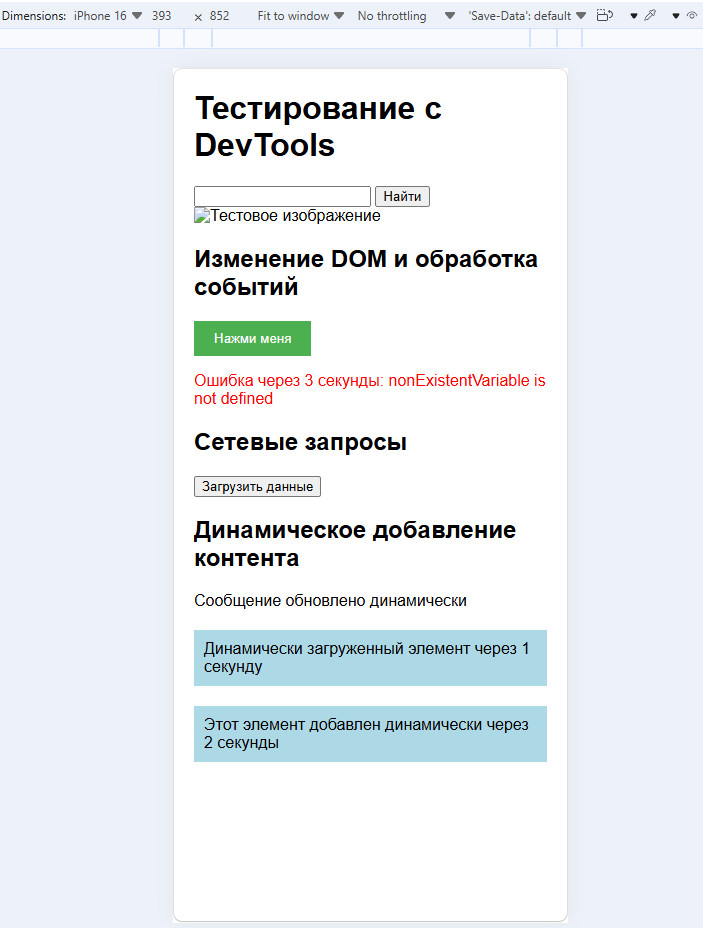 Dimensions: iPhone 16 393 × 852 Fit to window No throttling 'Save-Data': default
Тестирование с
DevTools
Найти
Тестовое изображение
Изменение DOM и обработка
событий
Нажми меня
Ошибка через 3 секунды: nonExistentVariable is
not defined
Сетевые запросы
Загрузить данные
Динамическое добавление
контента
Сообщение обновлено динамически
Динамически загруженный элемент через 1
секунду
Этот элемент добавлен динамически через
2 секунды